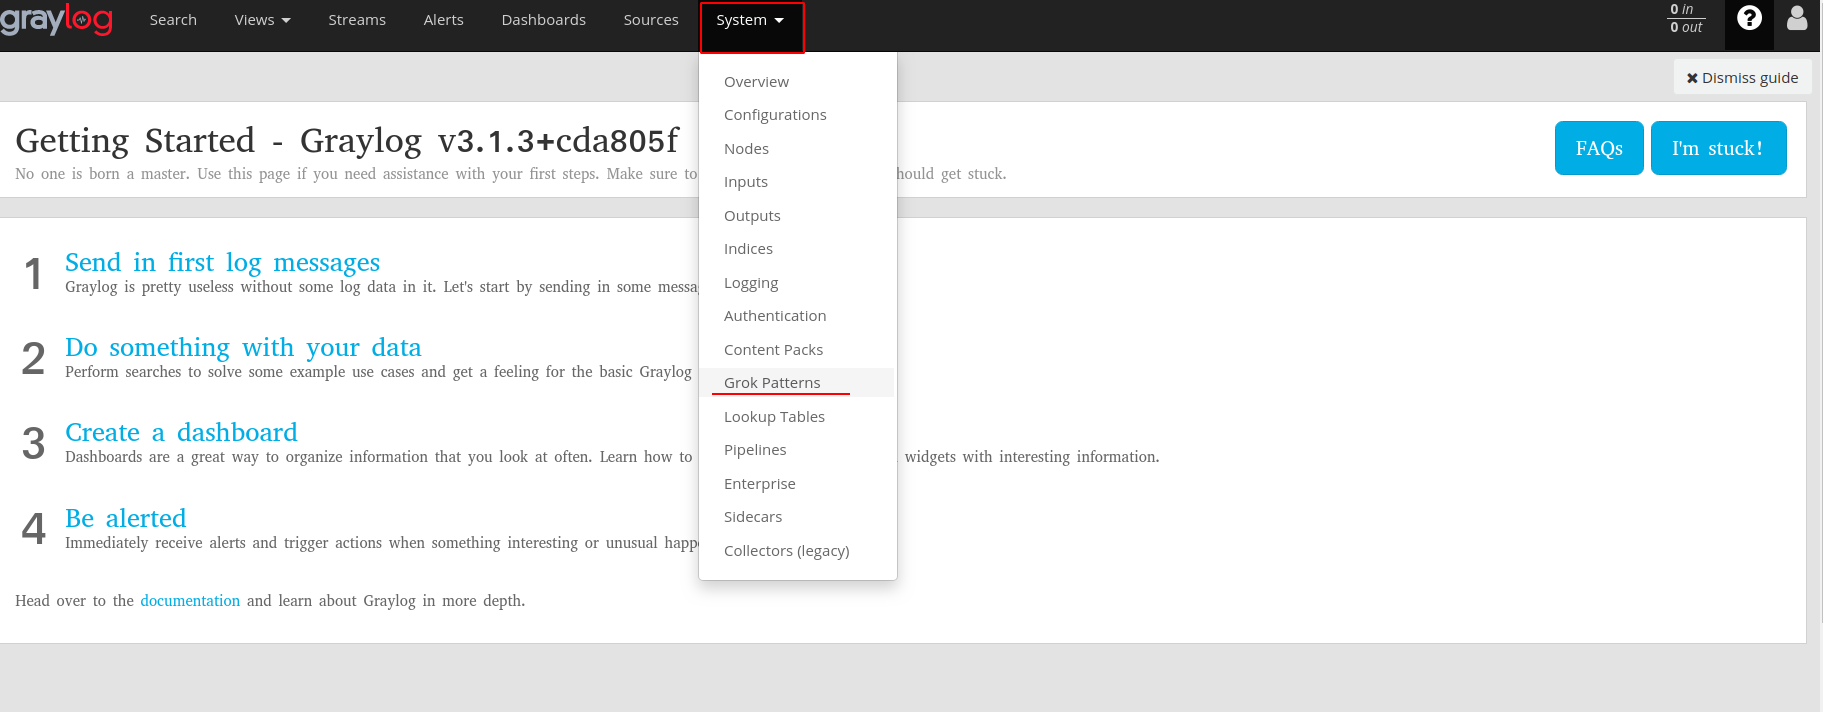 graylog
Search
Views
Streams
Alerts
Dashboards
Sources
System
0 in
0 out
?
Dismiss guide
Overview
Configurations
Nodes
Inputs
Outputs
Indices
Logging
Authentication
Content Packs
Grok Patterns
Lookup Tables
Pipelines
Enterprise
Sidecars
Collectors (legacy)
Getting Started - Graylog v3.1.3+cda805f
No one is born a master. Use this page if you need assistance with your first steps. Make sure to
hould get stuck.
FAQs
I'm stuck!
1
Send in first log messages
Graylog is pretty useless without some log data in it. Let's start by sending in some messa
2
Do something with your data
Perform searches to solve some example use cases and get a feeling for the basic Graylog
3
Create a dashboard
Dashboards are a great way to organize information that you look at often. Learn how to
widgets with interesting information.
4
Be alerted
Immediately receive alerts and trigger actions when something interesting or unusual happ
Head over to the documentation and learn about Graylog in more depth.